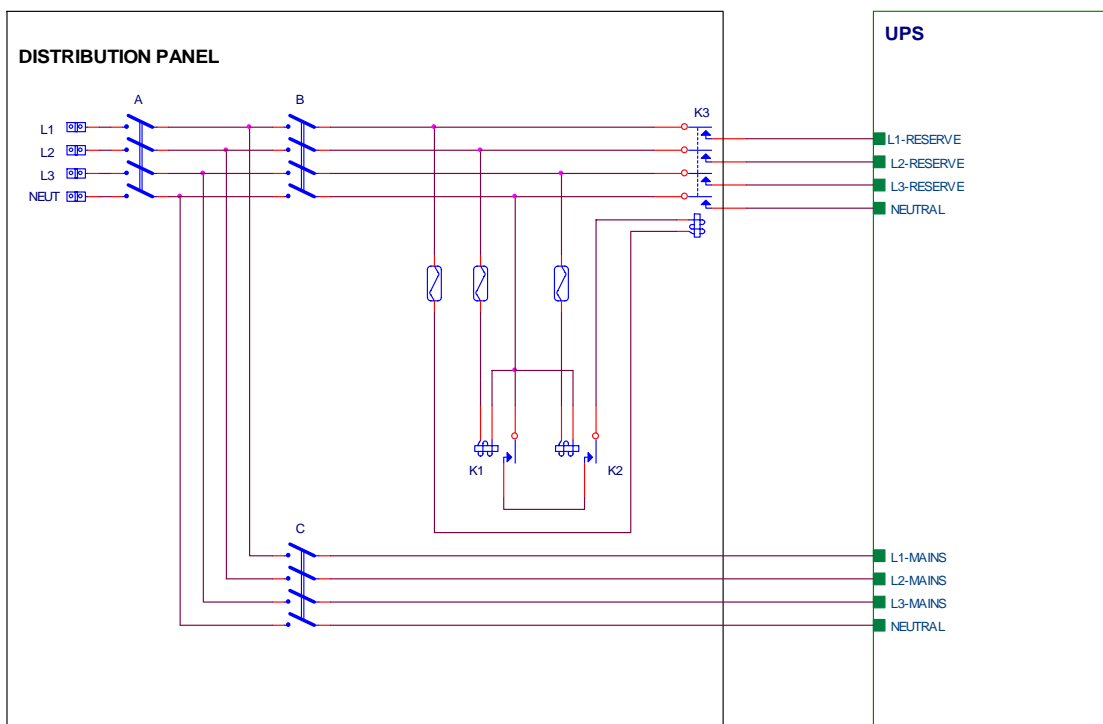 UPS
DISTRIBUTION PANEL
A
B
K3
L1
L2
L3
NEUT
L1-RESERVE
L2-RESERVE
L3-RESERVE
NEUTRAL
K1
K2
C
L1-MAINS
L2-MAINS
L3-MAINS
NEUTRAL